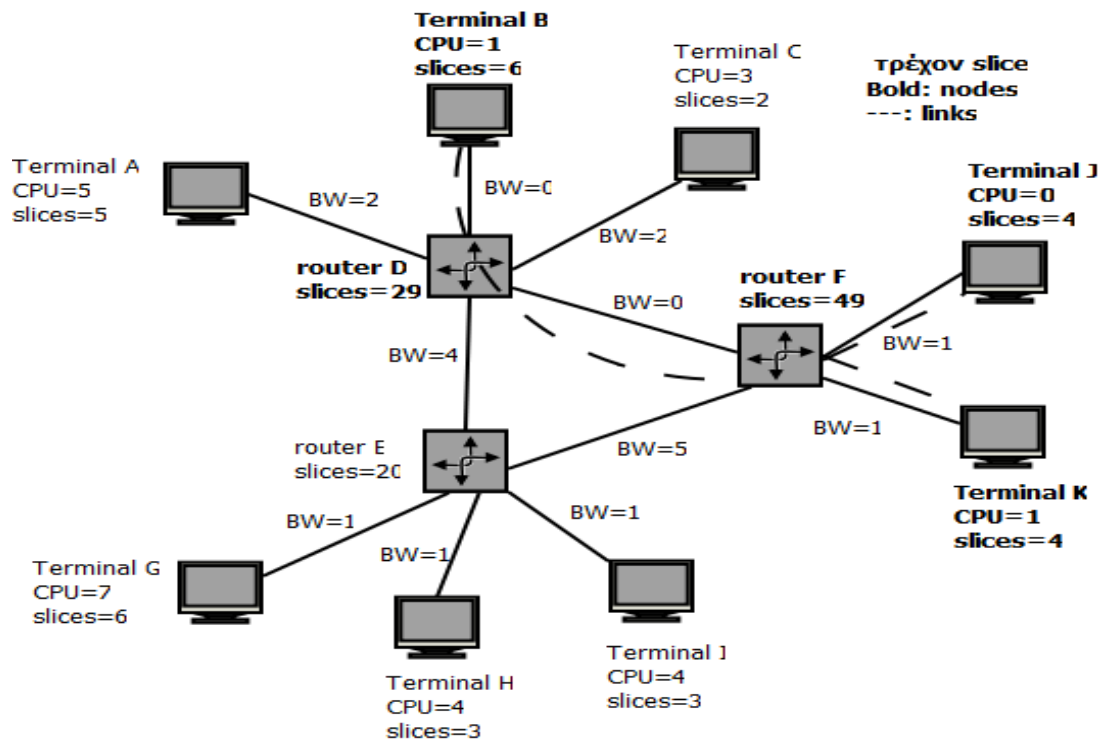 Terminal B
CPU=1
slices=6
Terminal C
CPU=3
slices=2
τρέχον slice
Bold: nodes
---: links
Terminal A
CPU=5
slices=5
BW=2
BW=0
BW=2
Terminal J
CPU=0
slices=4
router D
slices=29
router F
slices=49
BW=0
BW=1
BW=4
BW=1
router E
slices=20
BW=5
Terminal K
CPU=1
slices=4
BW=1
BW=1
BW=1
Terminal G
CPU=7
slices=6
Terminal H
CPU=4
slices=3
Terminal I
CPU=4
slices=3